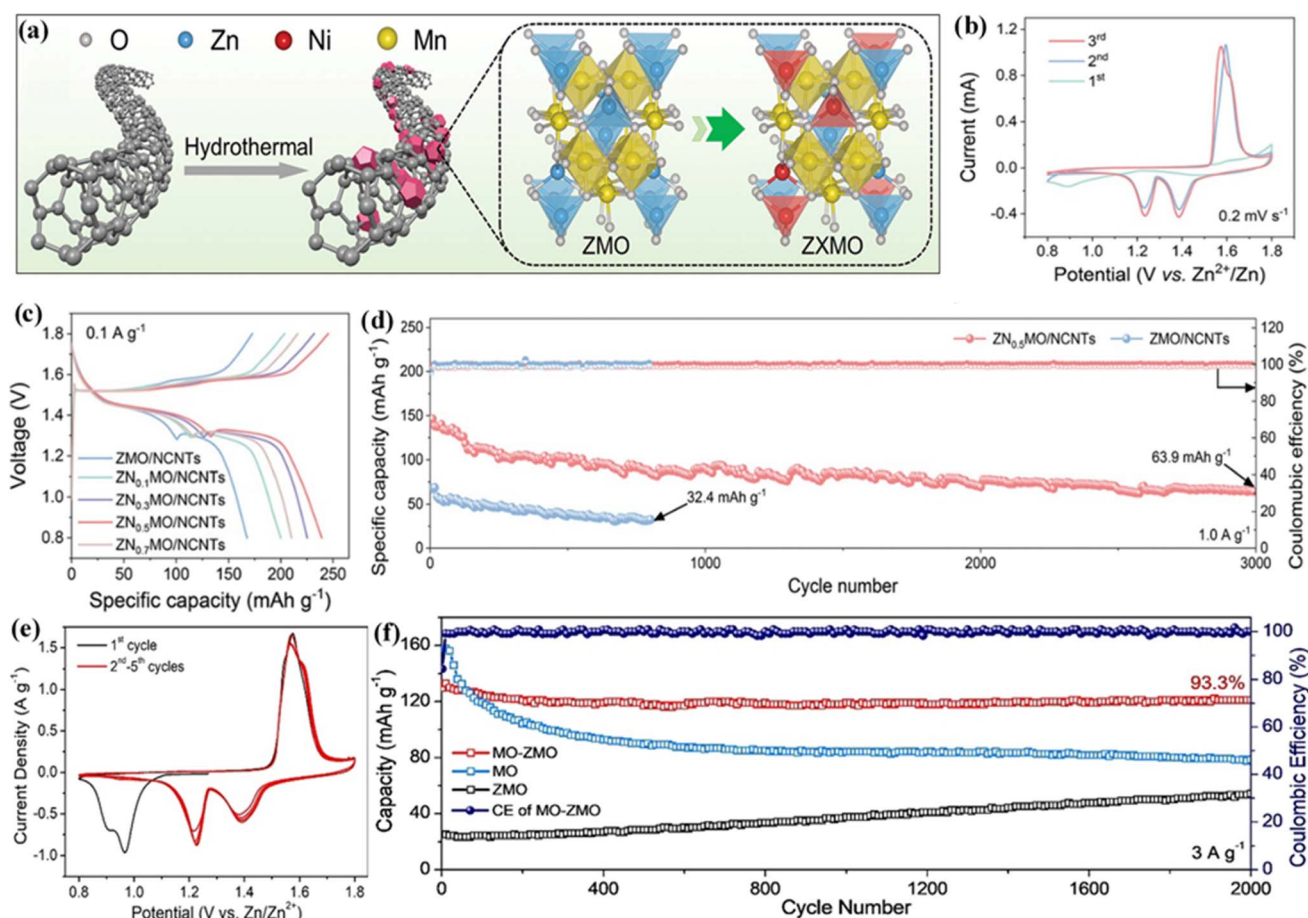 (a)
O Zn Ni Mn
Hydrothermal
ZMO
ZXMO
(b)
3rd
2nd
1st
Current (mA)
1.2
0.8
0.4
0.0
-0.4
0.2 mV s-1
0.8 1.0 1.2 1.4 1.6 1.8
Potential (V vs. Zn2+/Zn)
(c)
0.1 A g-1
Voltage (V)
1.8
1.6
1.4
1.2
1.0
0.8
ZMO/NCNTs
ZN0.1MO/NCNTs
ZN0.3MO/NCNTs
ZN0.5MO/NCNTs
ZN0.7MO/NCNTs
0 50 100 150 200 250
Specific capacity (mAh g-1)
(d)
ZN0.5MO/NCNTs
ZMO/NCNTs
Specific capacity (mAh g-1)
250
200
150
100
50
0
63.9 mAh g-1
32.4 mAh g-1
1.0 A g-1
120
100
80
60
40
20
0
Coulombic effciency (%)
0 1000 2000 3000
Cycle number
(e)
1st cycle
2nd-5th cycles
Current Density (A g-1)
1.5
1.0
0.5
0.0
-0.5
-1.0
0.8 1.0 1.2 1.4 1.6 1.8
Potential (V vs. Zn/Zn2+)
(f)
Capacity (mAh g-1)
160
120
80
40
0
93.3%
MO-ZMO
MO
ZMO
CE of MO-ZMO
3 A g-1
100
80
60
40
20
0
Coulombic Efficiency (%)
0 400 800 1200 1600 2000
Cycle Number